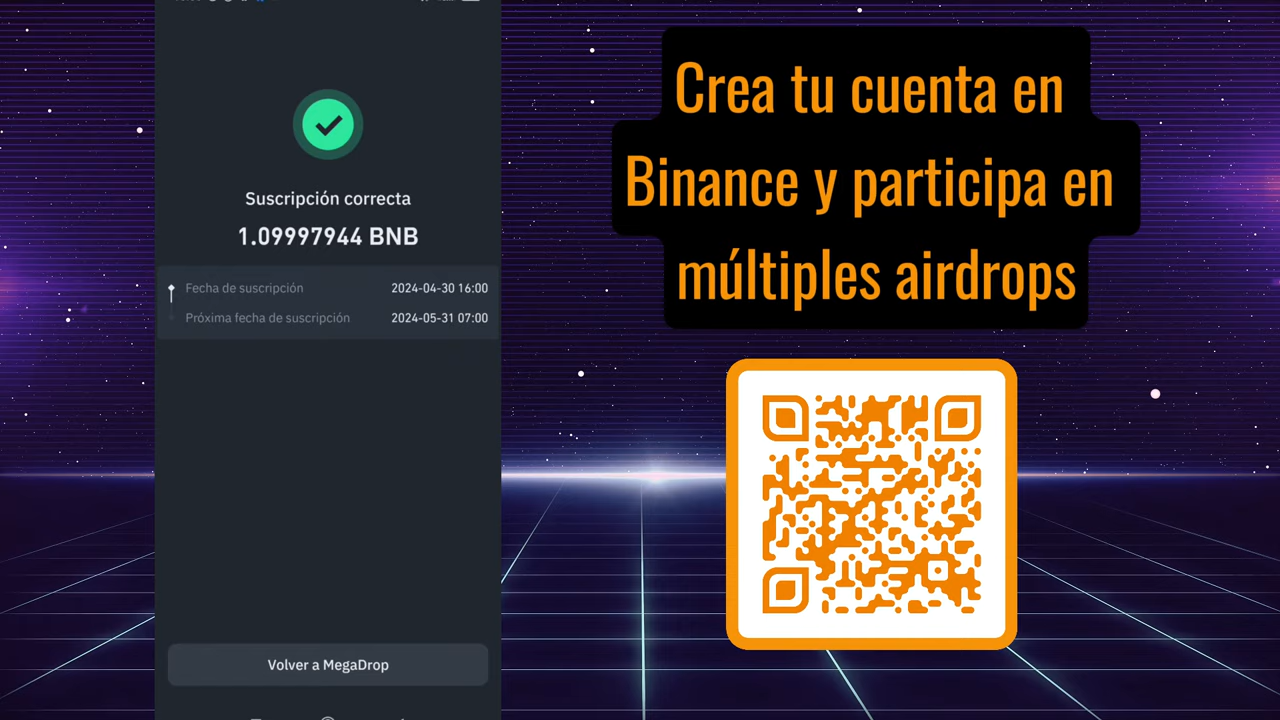 Suscripción correcta
1.09997944 BNB
Fecha de suscripción 2024-04-30 16:00
Próxima fecha de suscripción 2024-05-31 07:00
Volver a MegaDrop
Crea tu cuenta en
Binance y participa en
múltiples airdrops